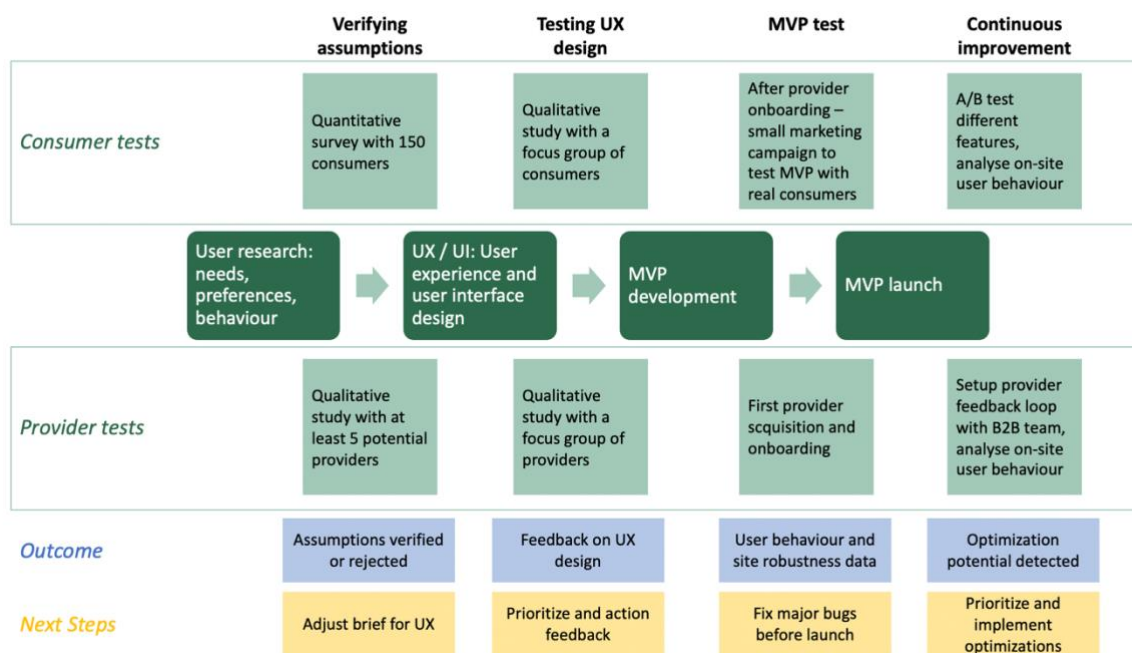 Verifying
assumptions
Testing UX
design
MVP test
Continuous
improvement
Consumer tests
Quantitative
survey with 150
consumers
Qualitative
study with a
focus group of
consumers
After provider
onboarding –
small marketing
campaign to
test MVP with
real consumers
A/B test
different
features,
analyse on-site
user behaviour
User research:
needs,
preferences,
behaviour
UX / UI: User
experience and
user interface
design
MVP
development
MVP launch
Provider tests
Qualitative
study with at
least 5 potential
providers
Qualitative
study with a
focus group of
providers
First provider
scquisition and
onboarding
Setup provider
feedback loop
with B2B team,
analyse on-site
user behaviour
Outcome
Assumptions verified
or rejected
Feedback on UX
design
User behaviour and
site robustness data
Optimization
potential detected
Next Steps
Adjust brief for UX
Prioritize and action
feedback
Fix major bugs
before launch
Prioritize and
implement
optimizations